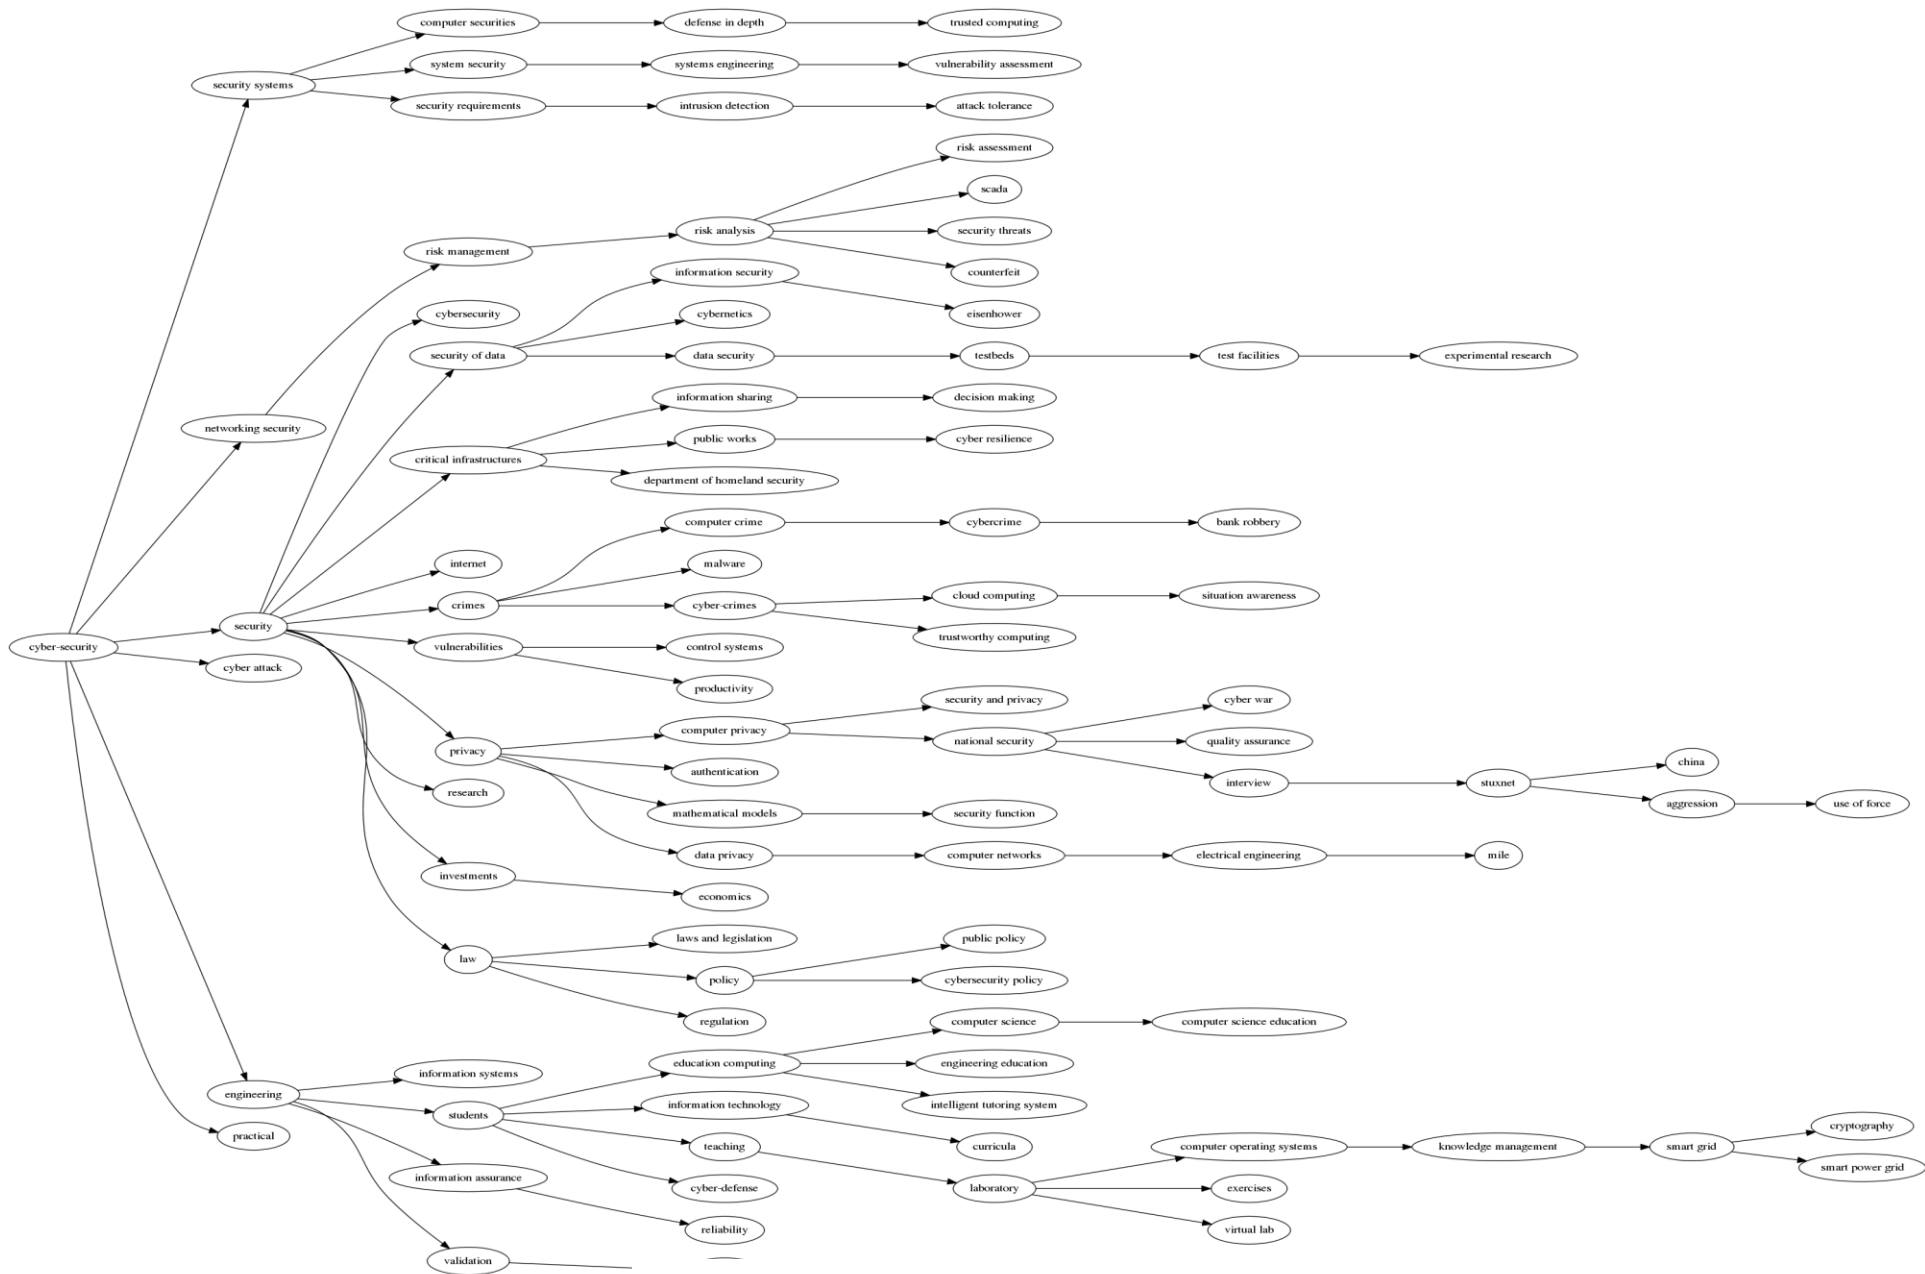 computer securities
defense in depth
trusted computing
system security
systems engineering
vulnerability assessment
security systems
security requirements
intrusion detection
attack tolerance
risk assessment
scada
risk analysis
security threats
risk management
information security
counterfeit
cybersecurity
cybernetics
eisenhower
security of data
data security
testbeds
test facilities
experimental research
information sharing
decision making
networking security
public works
cyber resilience
critical infrastructures
department of homeland security
computer crime
cybercrime
bank robbery
internet
malware
crimes
cyber-crimes
cloud computing
situation awareness
security
trustworthy computing
cyber-security
vulnerabilities
control systems
cyber attack
productivity
security and privacy
cyber war
computer privacy
national security
quality assurance
privacy
china
authentication
interview
stuxnet
research
aggression
use of force
mathematical models
security function
data privacy
computer networks
electrical engineering
mile
investments
economics
laws and legislation
public policy
law
policy
cybersecurity policy
regulation
computer science
computer science education
education computing
engineering education
information systems
engineering
students
information technology
intelligent tutoring system
practical
teaching
curricula
computer operating systems
knowledge management
smart grid
cryptography
smart power grid
information assurance
cyber-defense
laboratory
exercises
reliability
virtual lab
validation